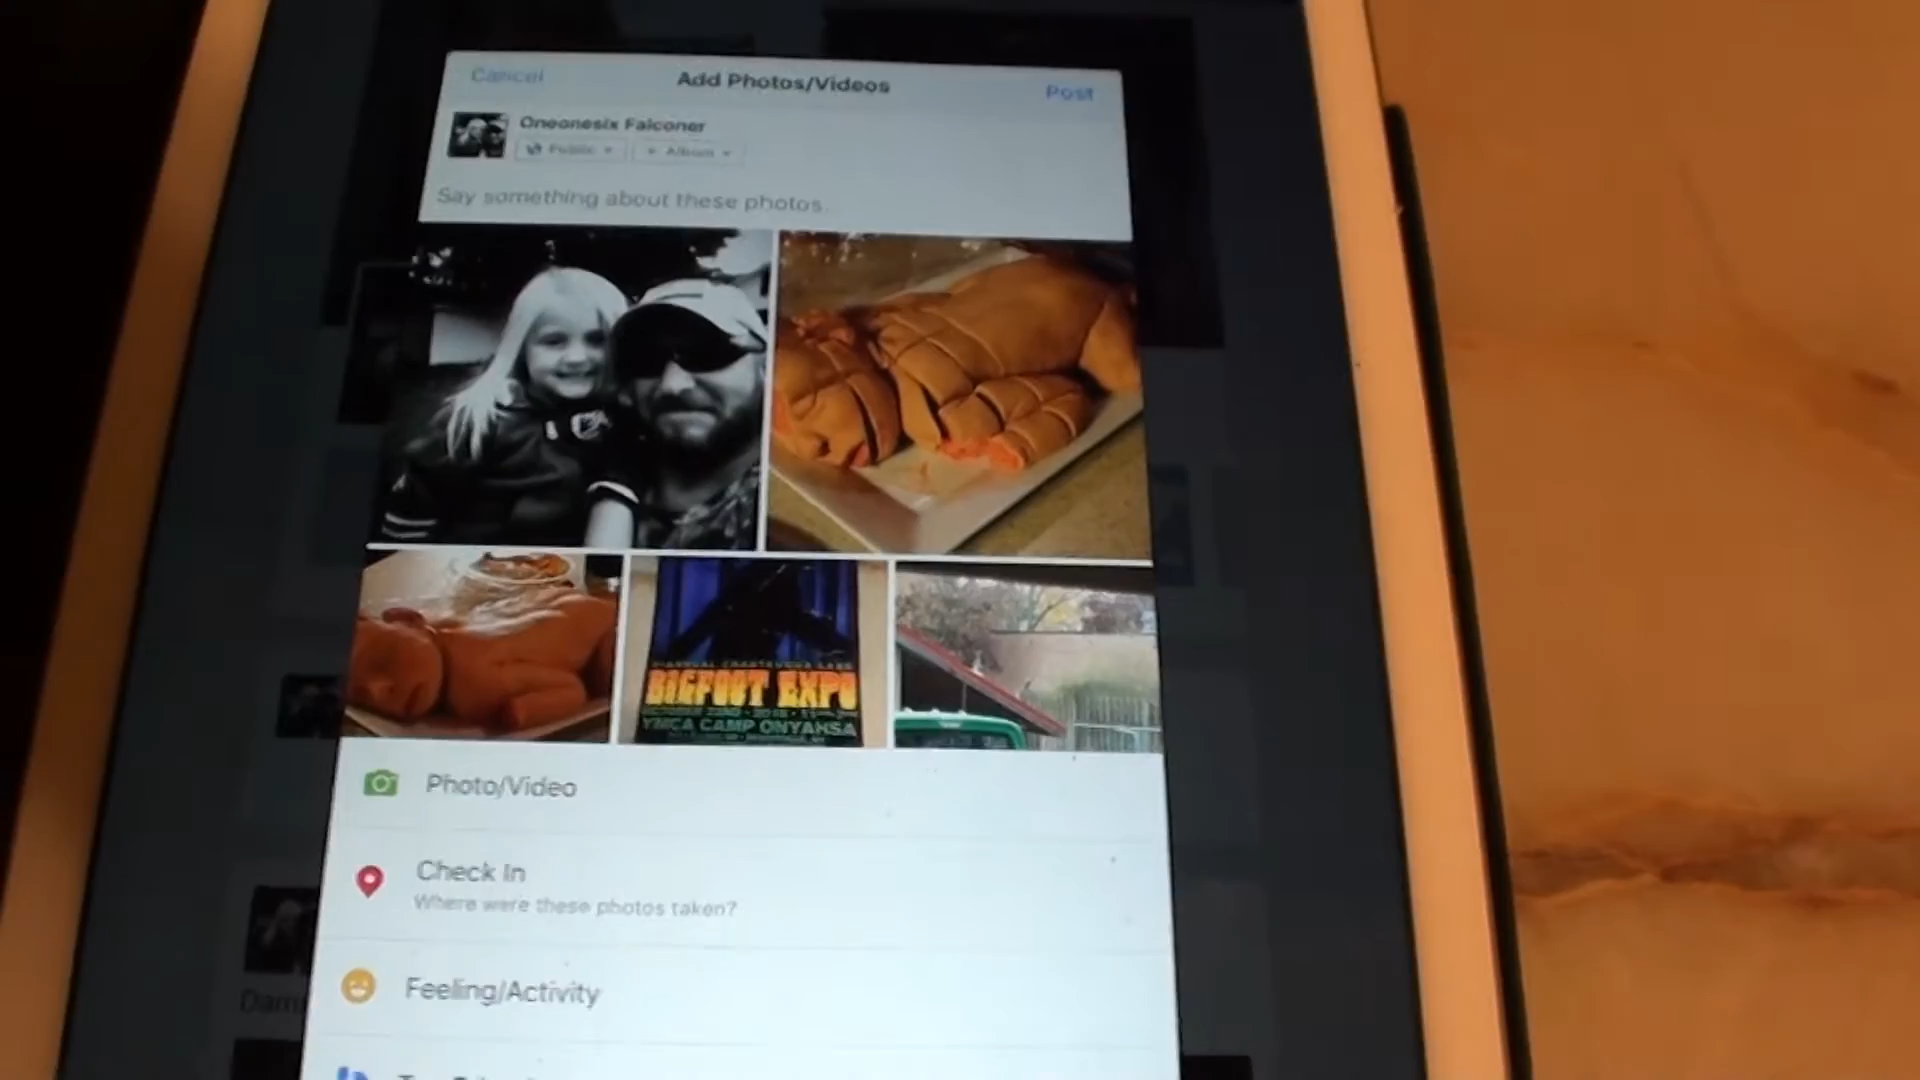 Cancel
Add Photos/Videos
Post
Oneonesix Falconer
Public
+ Album
Say something about these photos...
BIGFOOT EXPO
YMCA CAMP ONYAHSA
Photo/Video
Check In
Where were these photos taken?
Feeling/Activity